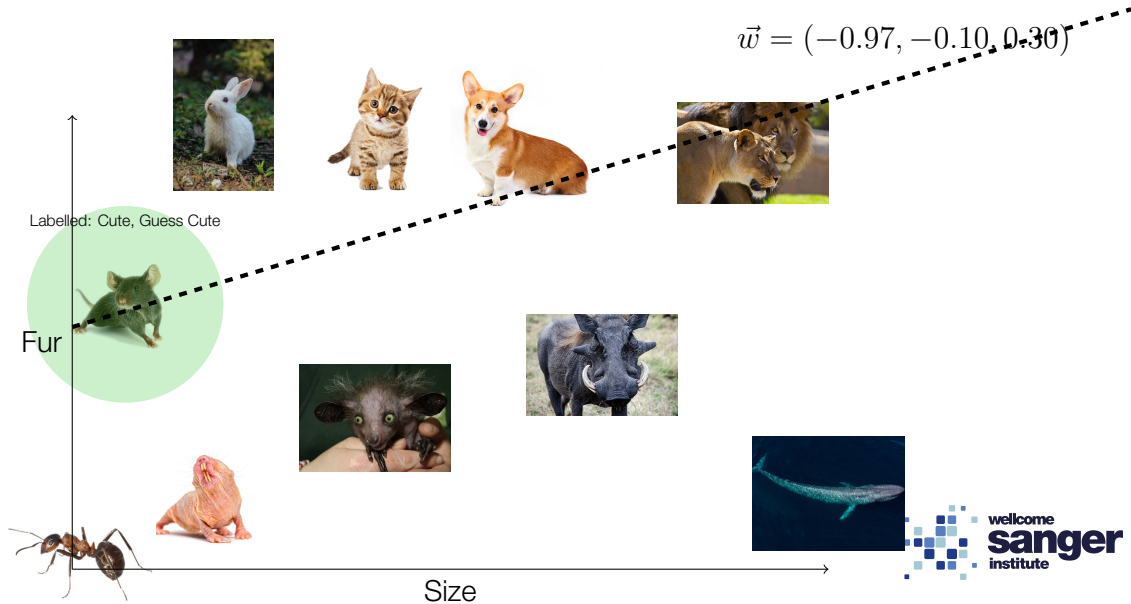 w⃗ = (−0.97, −0.10, 0.30)
Labelled: Cute, Guess Cute
Fur
Size
wellcome
sanger
institute